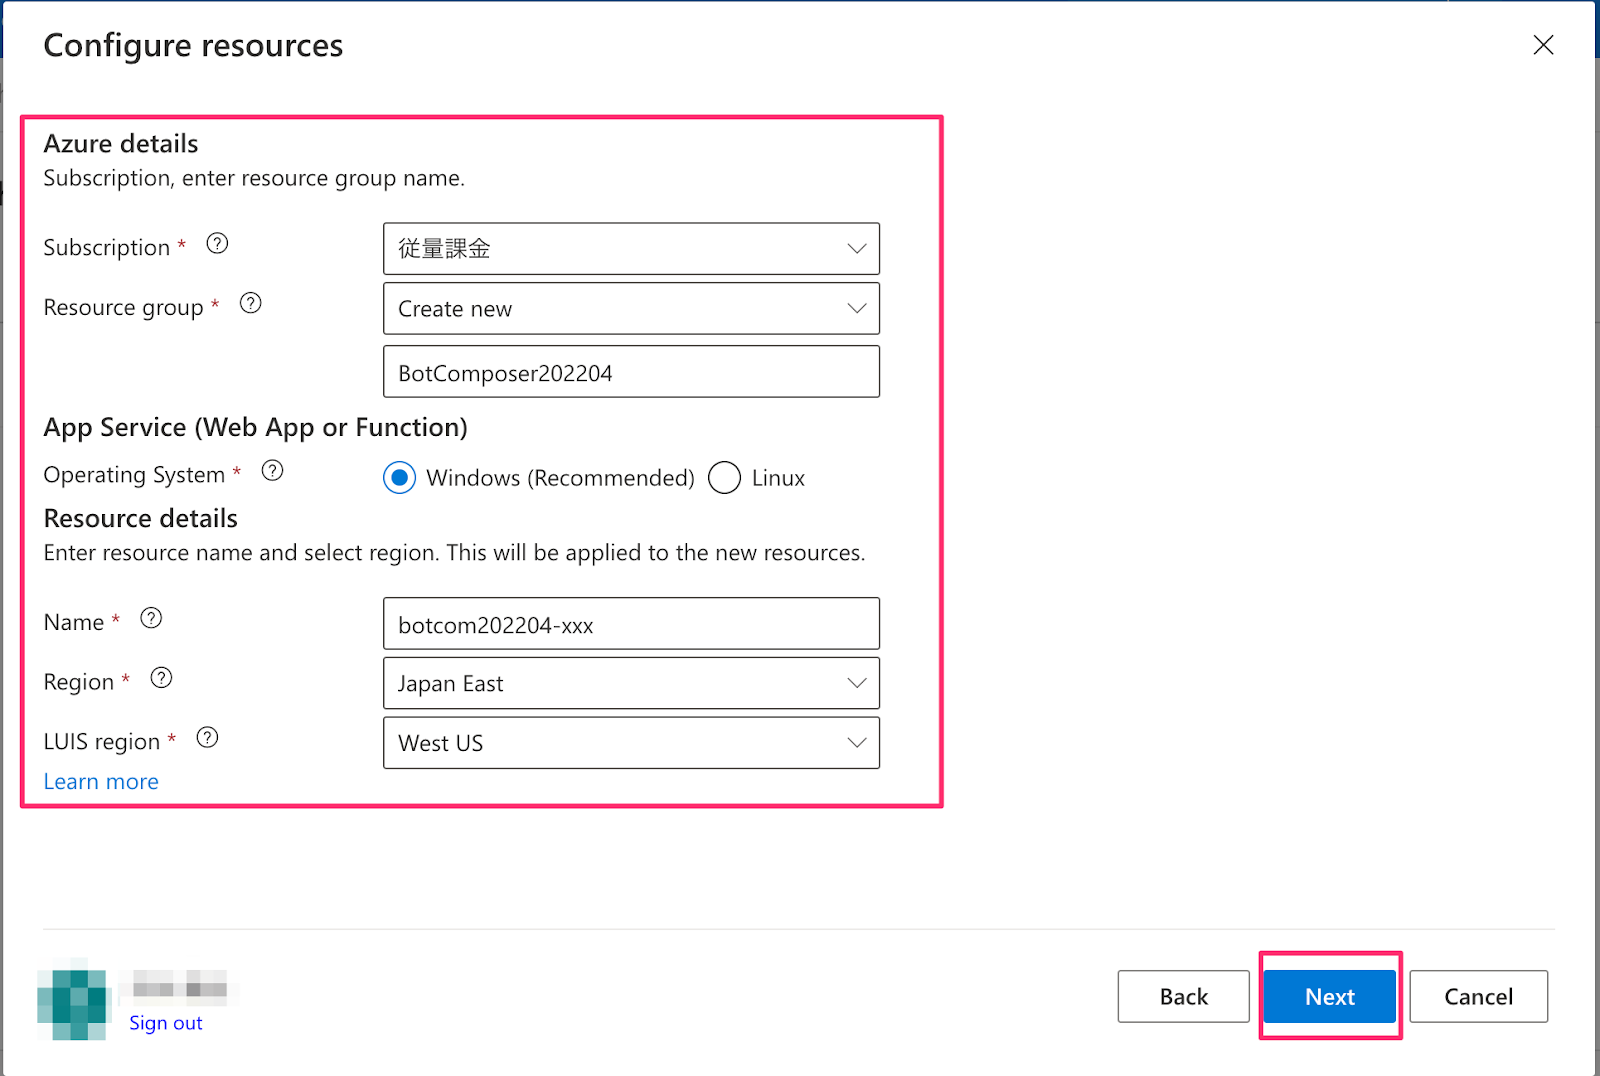 Configure resources
Azure details
Subscription, enter resource group name.
Subscription *
従量課金
Resource group *
Create new
BotComposer202204
App Service (Web App or Function)
Operating System *
Windows (Recommended)
Linux
Resource details
Enter resource name and select region. This will be applied to the new resources.
Name *
botcom202204-xxx
Region *
Japan East
LUIS region *
West US
Learn more
Sign out
Back
Next
Cancel